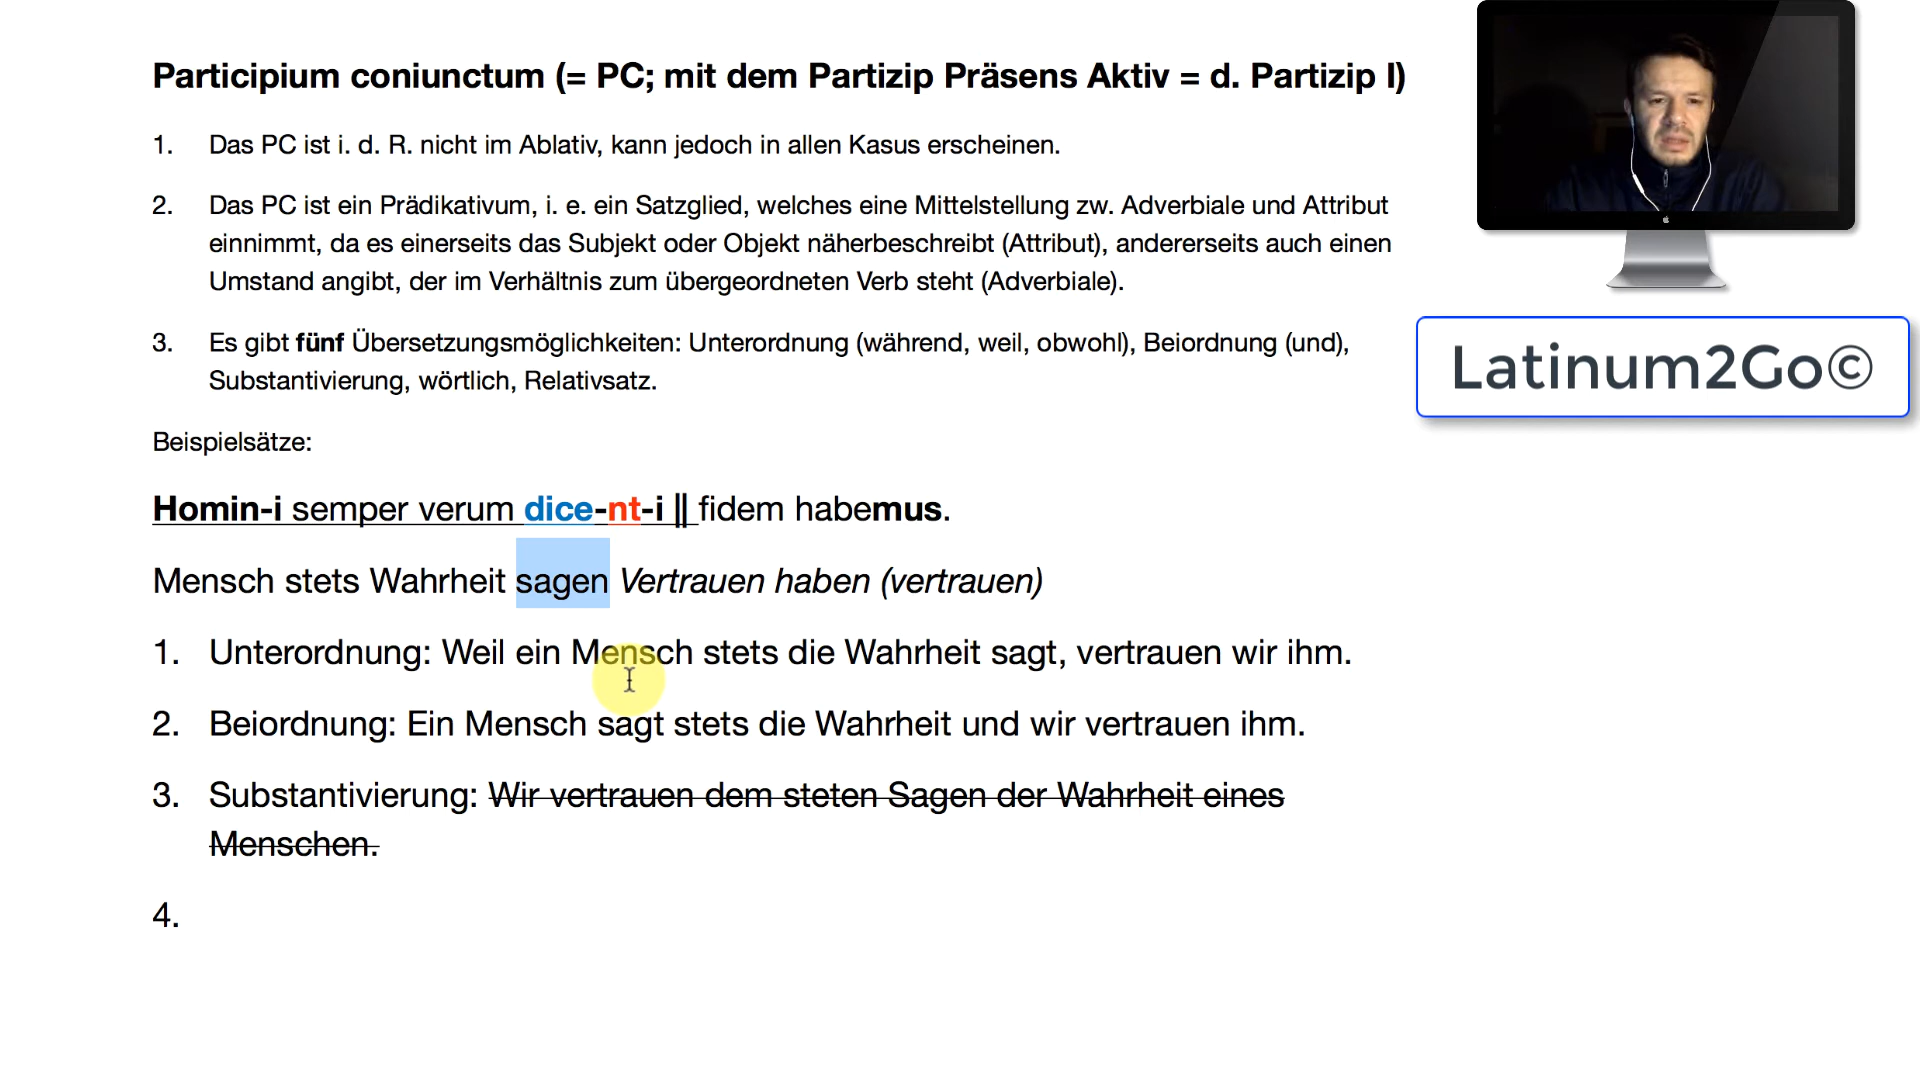 Participium coniunctum (= PC; mit dem Partizip Präsens Aktiv = d. Partizip I)
1. Das PC ist i. d. R. nicht im Ablativ, kann jedoch in allen Kasus erscheinen.
2. Das PC ist ein Prädikativum, i. e. ein Satzglied, welches eine Mittelstellung zw. Adverbiale und Attribut
einnimmt, da es einerseits das Subjekt oder Objekt näherbeschreibt (Attribut), andererseits auch einen
Umstand angibt, der im Verhältnis zum übergeordneten Verb steht (Adverbiale).
3. Es gibt fünf Übersetzungsmöglichkeiten: Unterordnung (während, weil, obwohl), Beiordnung (und),
Substantivierung, wörtlich, Relativsatz.
Latinum2Go©
Beispielsätze:
Homin-i semper verum dice-nt-i || fidem habemus.
Mensch stets Wahrheit sagen Vertrauen haben (vertrauen)
1. Unterordnung: Weil ein Mensch stets die Wahrheit sagt, vertrauen wir ihm.
2. Beiordnung: Ein Mensch sagt stets die Wahrheit und wir vertrauen ihm.
3. Substantivierung: Wir vertrauen dem steten Sagen der Wahrheit eines
Menschen.
4.